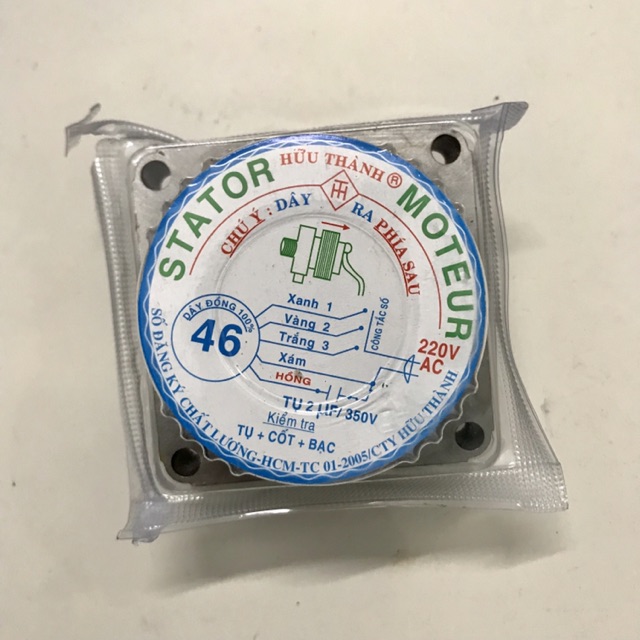 HỮU THÀNH ®
STATOR MOTEUR
TH
CHÚ Ý : DÂY RA PHÍA SAU
DÂY ĐỒNG 100%
46
Xanh 1
Vàng 2
Trắng 3
Xám
HỒNG
CÔNG TẮC SỐ
220V
AC
TỤ 2 µF/350V
Kiểm tra
TỤ + CỐT + BẠC
SỐ ĐĂNG KÝ CHẤT LƯỢNG-HCM-TC 01-2005/CTY HỮU THÀNH